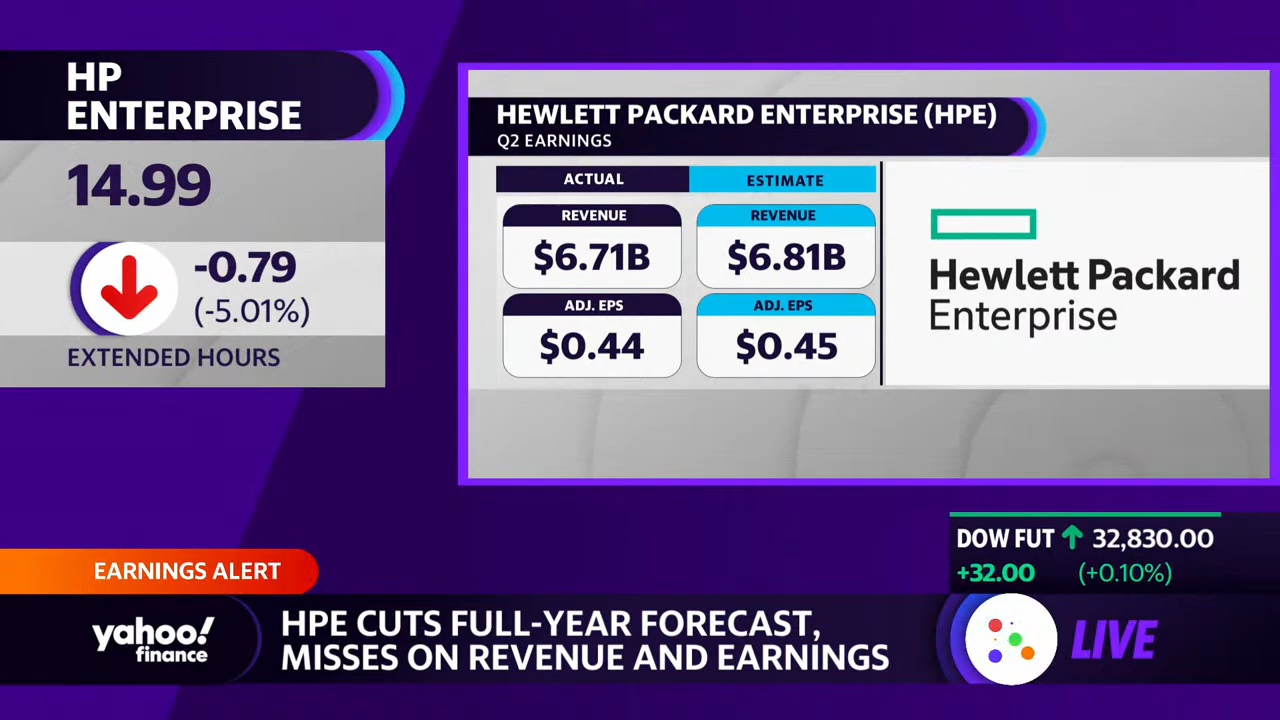 HP
ENTERPRISE
14.99
-0.79
(-5.01%)
EXTENDED HOURS
HEWLETT PACKARD ENTERPRISE (HPE)
Q2 EARNINGS
ACTUAL ESTIMATE
REVENUE REVENUE
$6.71B $6.81B
ADJ. EPS ADJ. EPS
$0.44 $0.45
Hewlett Packard
Enterprise
DOW FUT 32,830.00
+32.00 (+0.10%)
EARNINGS ALERT
yahoo!
finance
HPE CUTS FULL-YEAR FORECAST,
MISSES ON REVENUE AND EARNINGS
LIVE